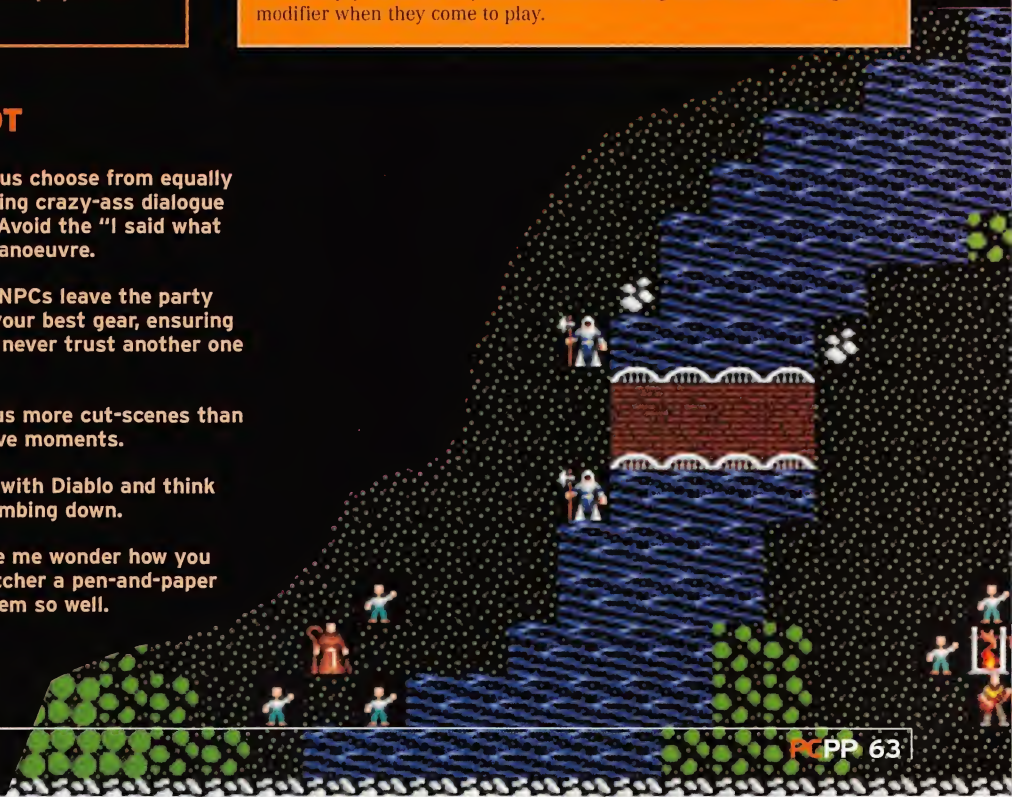 modifier when they come to play.
OT
us choose from equally
ing crazy-ass dialogue
Avoid the "I said what
anoeuvre.
NPCs leave the party
your best gear, ensuring
never trust another one
us more cut-scenes than
ve moments.
with Diablo and think
mbing down.
e me wonder how you
tcher a pen-and-paper
em so well.
PCPP 63